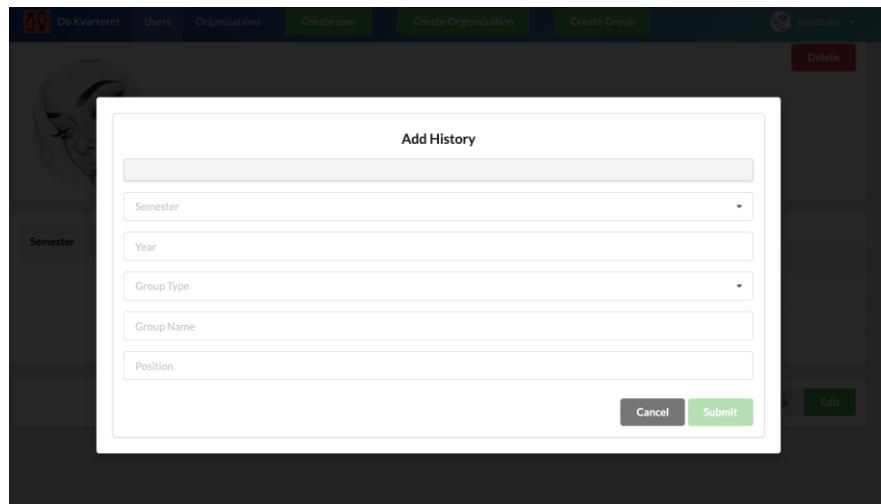 Db Kvarteret Users Organisations Create user Create Orgranisation Create Group tonehans
Delete
Add History
Semester
Semester
Year
Group Type
Group Name
Position
Cancel Submit
Edit